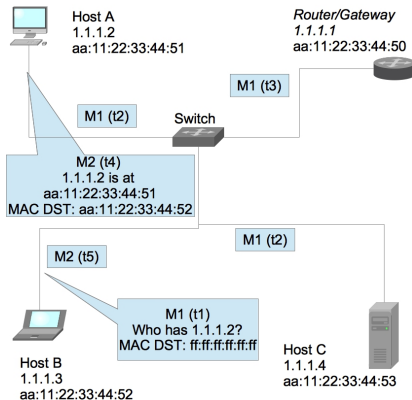 Host A
1.1.1.2
aa:11:22:33:44:51
Router/Gateway
1.1.1.1
aa:11:22:33:44:50
M1 (t3)
M1 (t2)
Switch
M2 (t4)
1.1.1.2 is at
aa:11:22:33:44:51
MAC DST: aa:11:22:33:44:52
M1 (t2)
M2 (t5)
M1 (t1)
Who has 1.1.1.2?
MAC DST: ff:ff:ff:ff:ff:ff
Host B
1.1.1.3
aa:11:22:33:44:52
Host C
1.1.1.4
aa:11:22:33:44:53